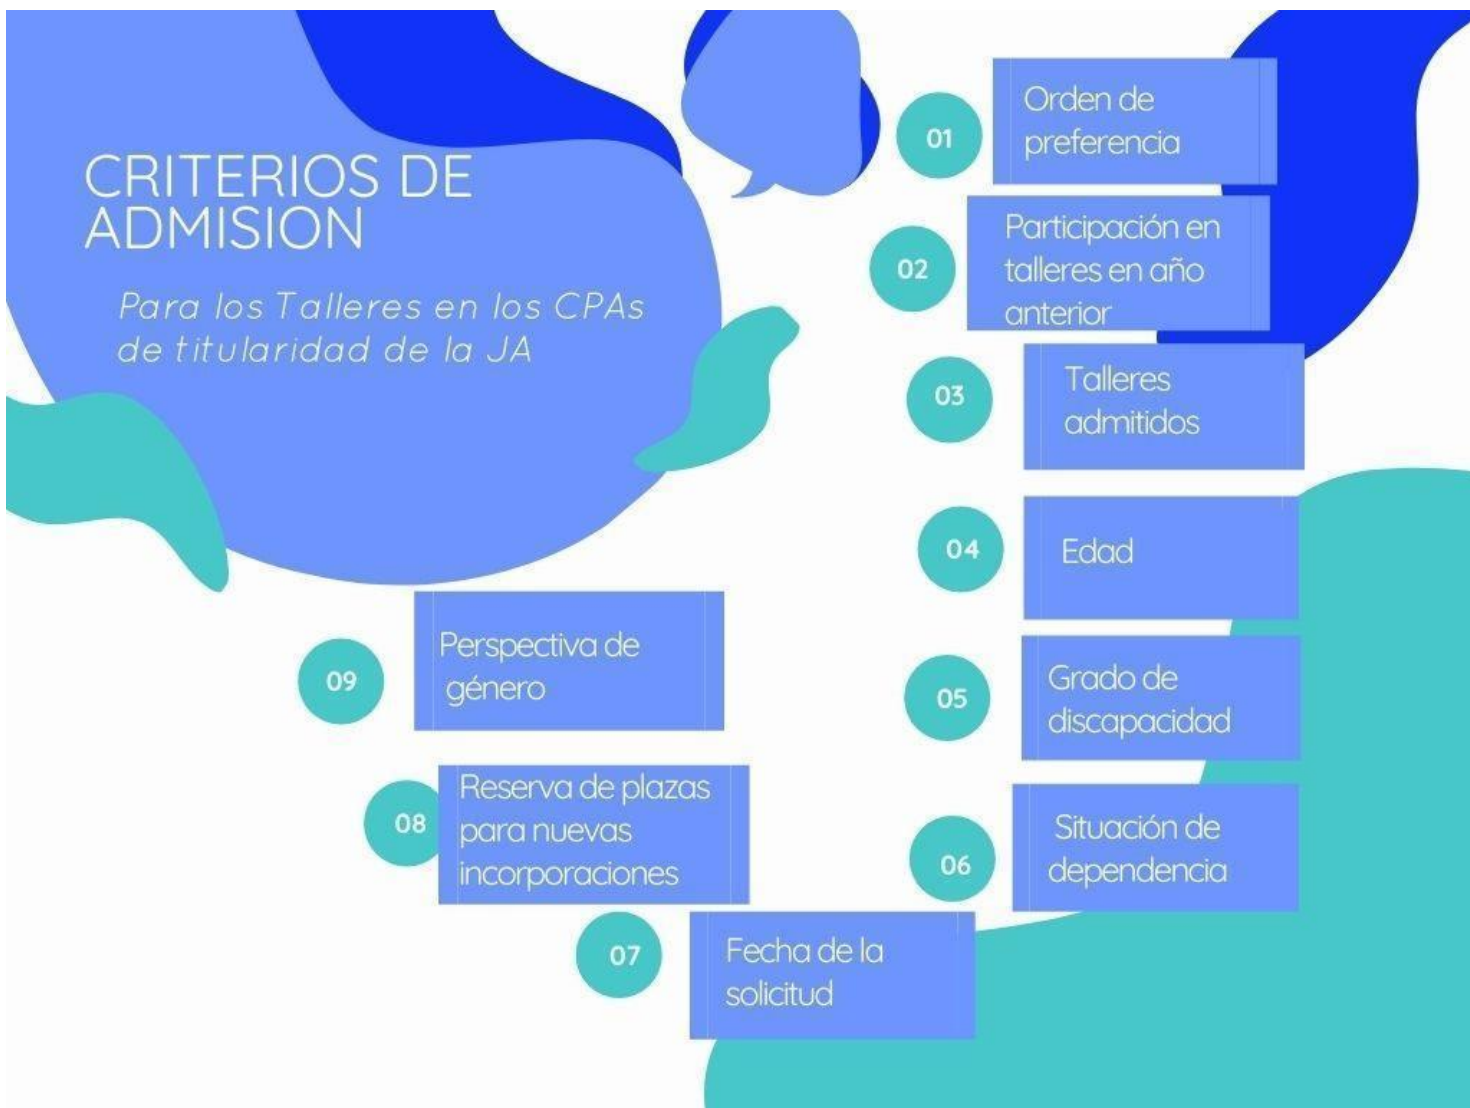 CRITERIOS DE
ADMISION
Para los Talleres en los CPAs
de titularidad de la JA
01
Orden de
preferencia
02
Participación en
talleres en año
anterior
03
Talleres
admitidos
04
Edad
05
Grado de
discapacidad
06
Situación de
dependencia
07
Fecha de la
solicitud
08
Reserva de plazas
para nuevas
incorporaciones
09
Perspectiva de
género